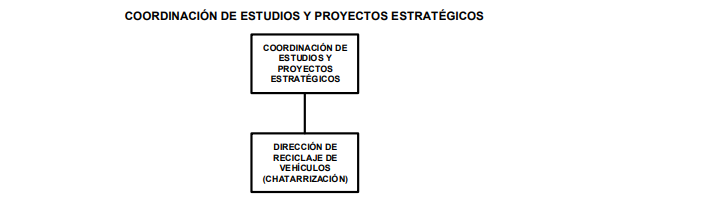 COORDINACIÓN DE ESTUDIOS Y PROYECTOS ESTRATÉGICOS
COORDINACIÓN DE
ESTUDIOS Y
PROYECTOS
ESTRATÉGICOS
DIRECCIÓN DE
RECICLAJE DE
VEHÍCULOS
(CHATARRIZACIÓN)